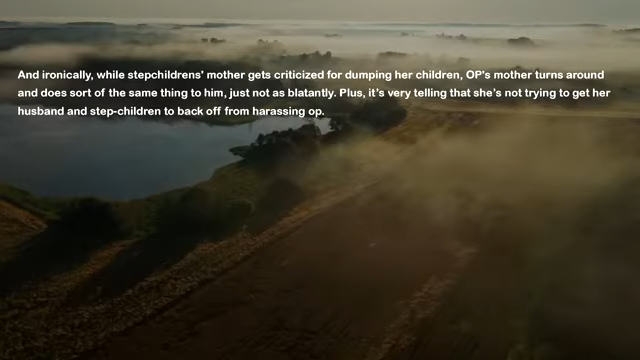 And ironically, while stepchildrens' mother gets criticized for dumping her children, OP's mother turns around
and does sort of the same thing to him, just not as blatantly. Plus, it's very telling that she's not trying to get her
husband and step-children to back off from harassing op.